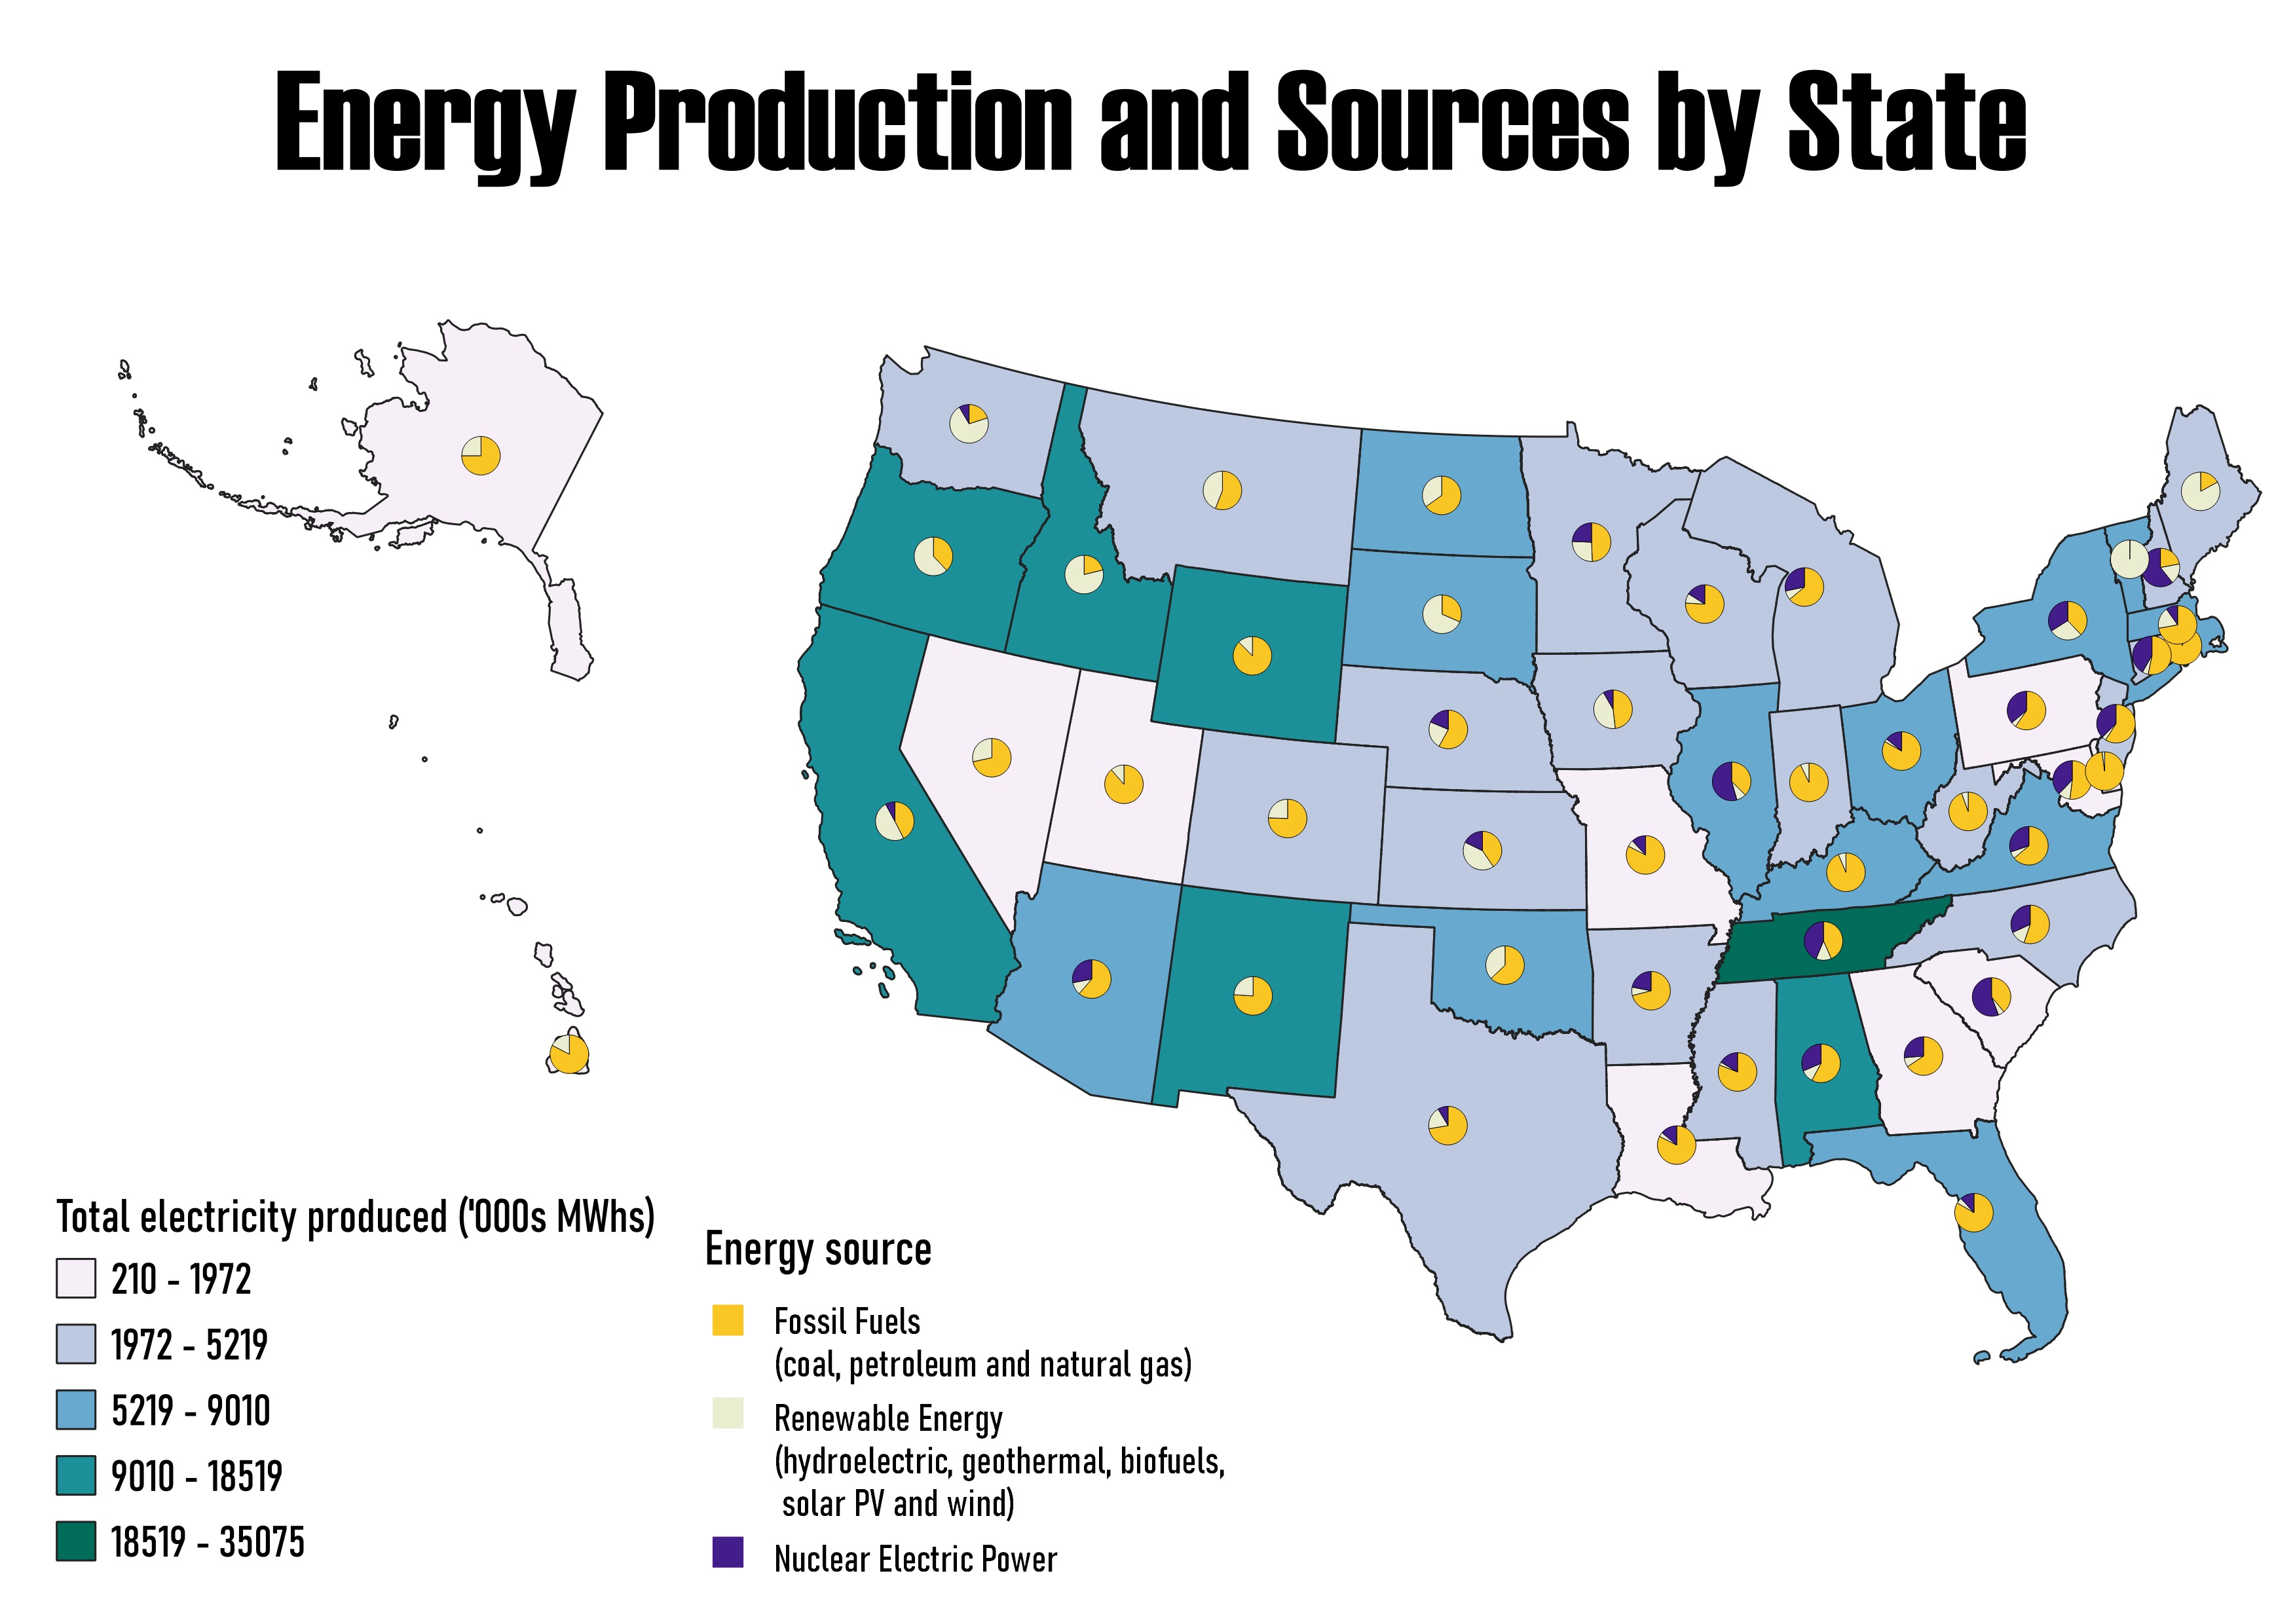 Energy Production and Sources by State
Total electricity produced ('000s MWhs)
210 - 1972
1972 - 5219
5219 - 9010
9010 - 18519
18519 - 35075
Energy source
Fossil Fuels
(coal, petroleum and natural gas)
Renewable Energy
(hydroelectric, geothermal, biofuels,
solar PV and wind)
Nuclear Electric Power